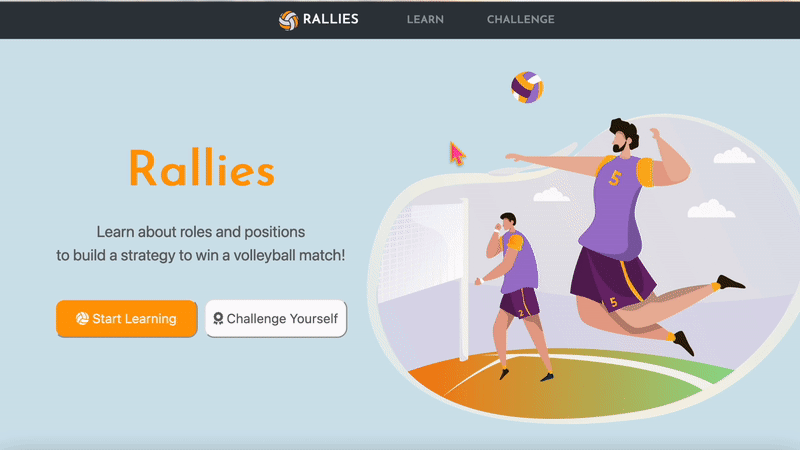 RALLIES LEARN CHALLENGE
Rallies
Learn about roles and positions
to build a strategy to win a volleyball match!
Start Learning Challenge Yourself
5
5
2